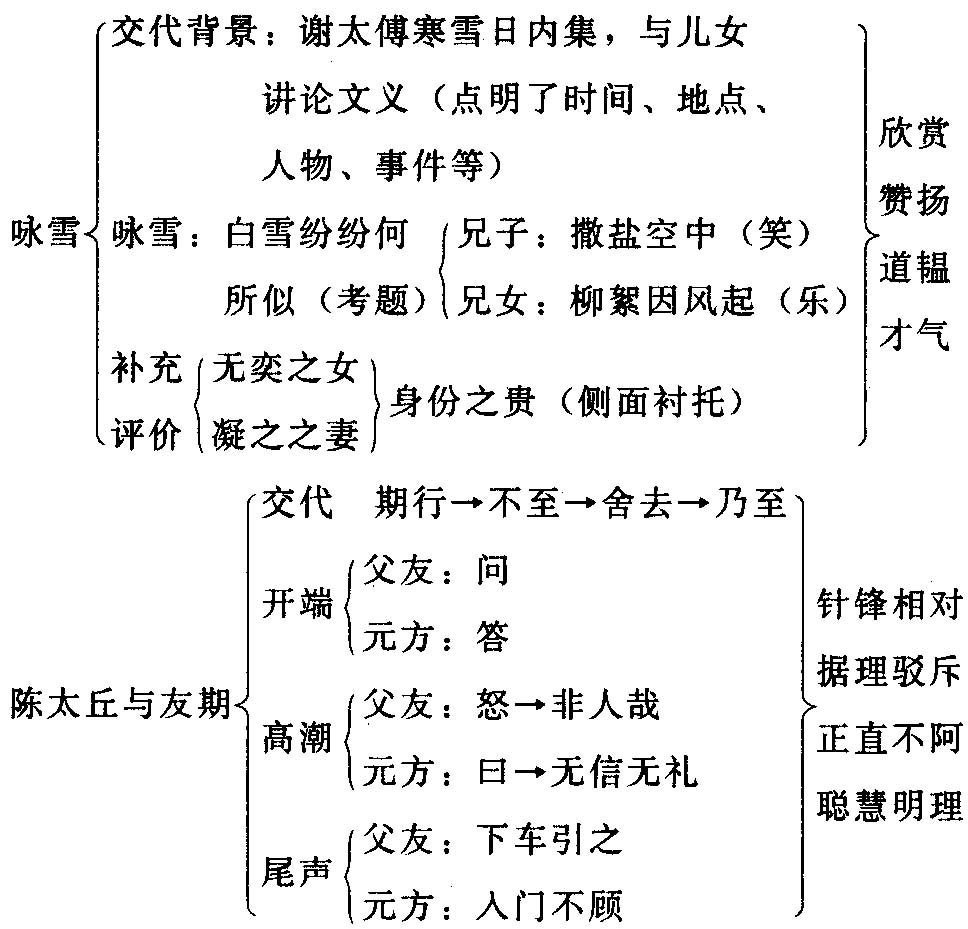 交代背景：谢太傅寒雪日内集，与儿女
讲论文义（点明了时间、地点、
人物、事件等）
咏雪
咏雪：白雪纷纷何
所似（考题）
兄子：撒盐空中（笑）
兄女：柳絮因风起（乐）
补充
评价
无奕之女
凝之之妻
身份之贵（侧面衬托）
欣赏
赞扬
道韫
才气
陈太丘与友期
交代 期行→不至→舍去→乃至
开端
父友：问
元方：答
高潮
父友：怒→非人哉
元方：曰→无信无礼
尾声
父友：下车引之
元方：入门不顾
针锋相对
据理驳斥
正直不阿
聪慧明理